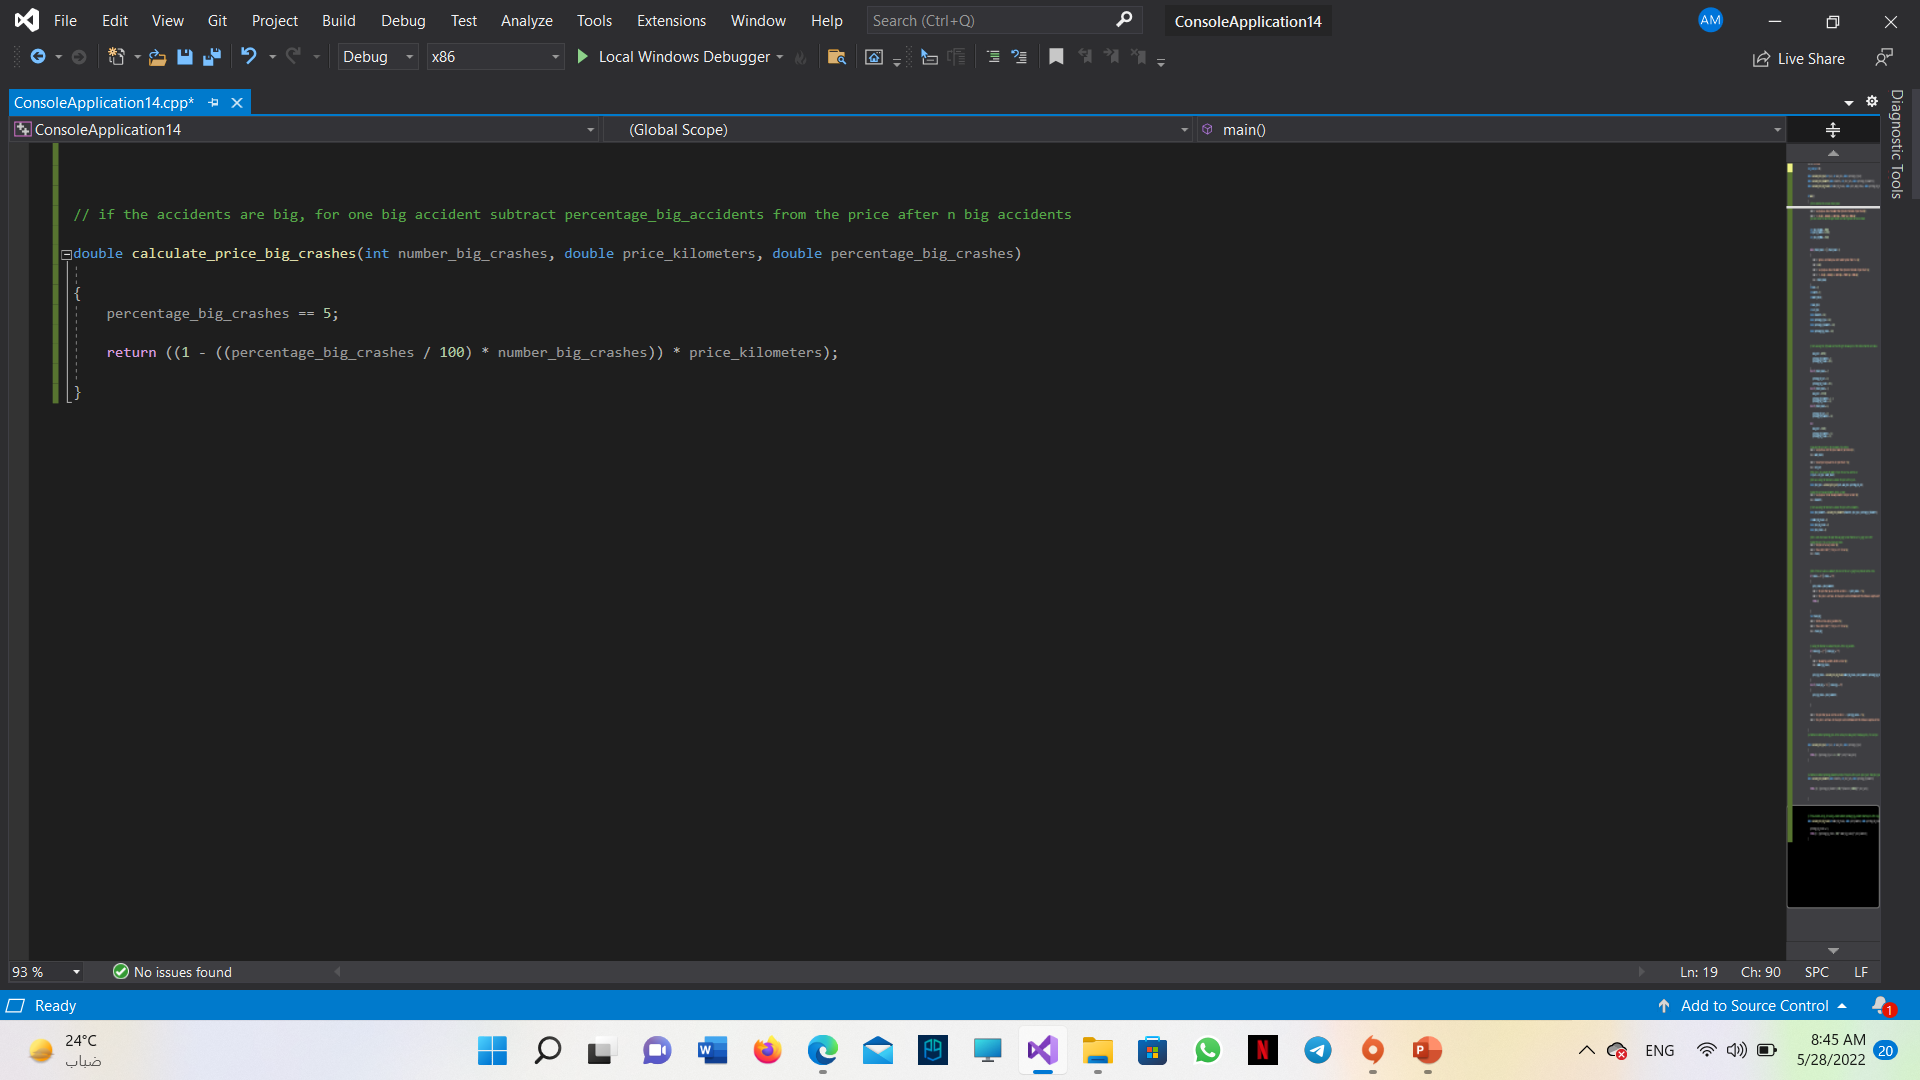 File Edit View Git Project Build Debug Test Analyze Tools Extensions Window Help Search (Ctrl+Q) ConsoleApplication14 AM
Debug x86 Local Windows Debugger Live Share
ConsoleApplication14.cpp*
ConsoleApplication14 (Global Scope) main()
Diagnostic Tools
// if the accidents are big, for one big accident subtract percentage_big_accidents from the price after n big accidents
double calculate_price_big_crashes(int number_big_crashes, double price_kilometers, double percentage_big_crashes)
{
percentage_big_crashes == 5;
return ((1 - ((percentage_big_crashes / 100) * number_big_crashes)) * price_kilometers);
}
93 % No issues found Ln: 19 Ch: 90 SPC LF
Ready Add to Source Control 1
24°C
ضباب
ENG
8:45 AM
5/28/2022
20